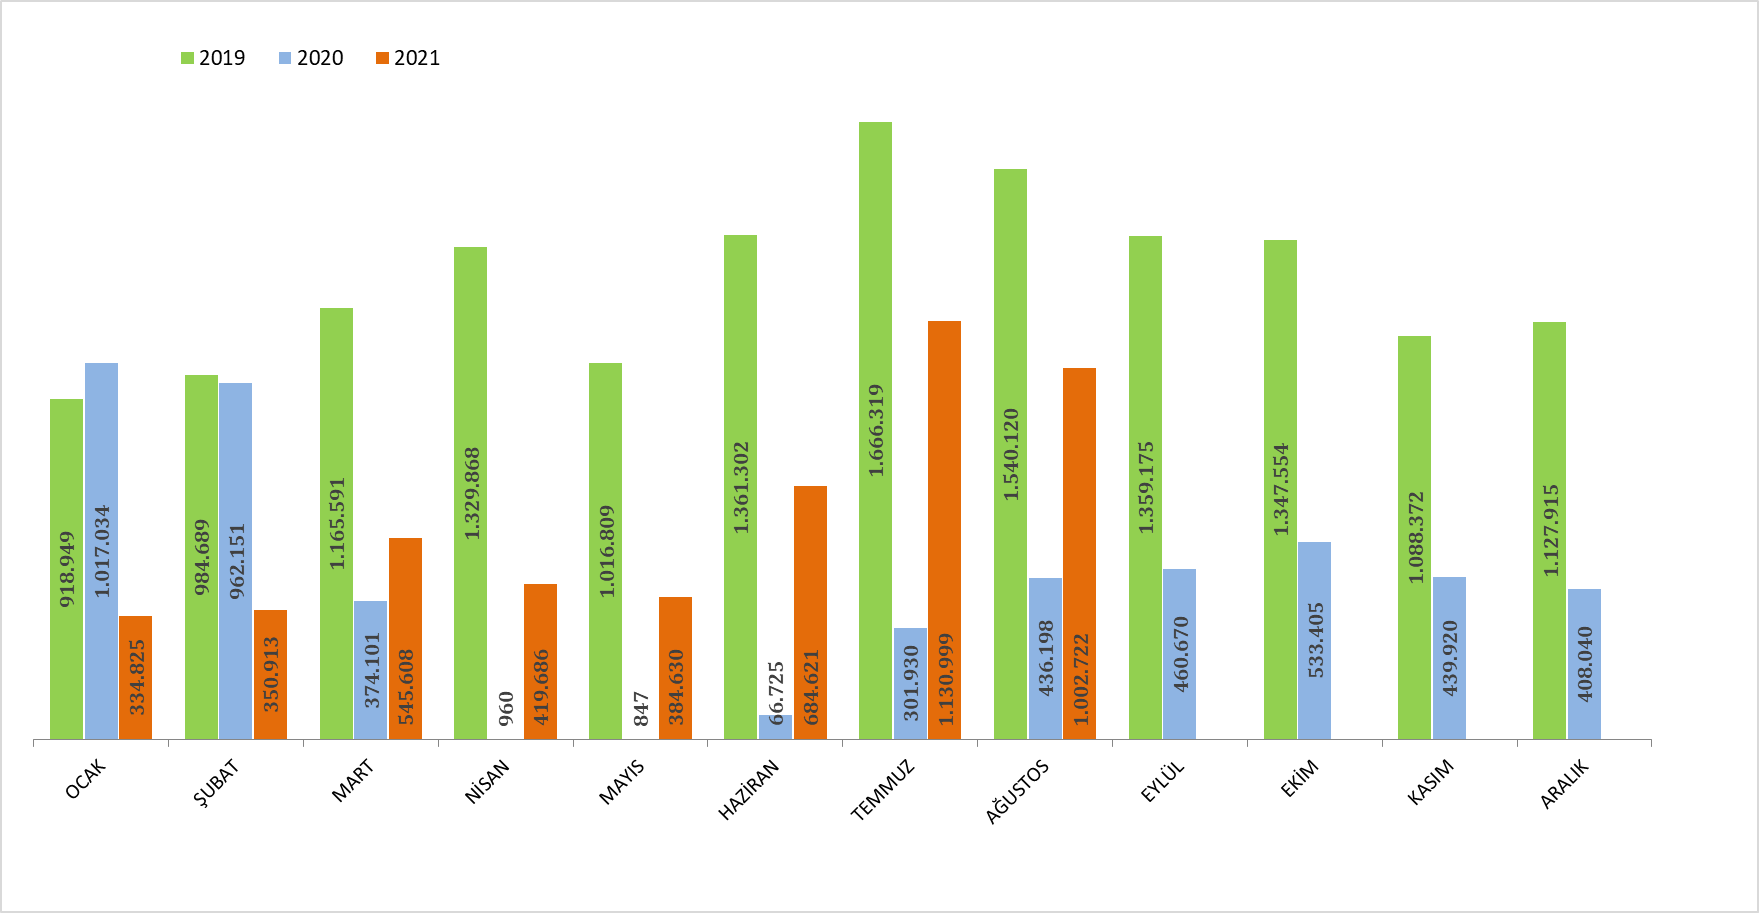 2019 2020 2021
918.949 1.017.034 334.825
984.689 962.151 350.913
1.165.591 374.101 545.608
1.329.868 960 419.686
1.016.809 847 384.630
1.361.302 66.725 684.621
1.666.319 301.930 1.130.999
1.540.120 436.198 1.002.722
1.359.175 460.670
1.347.554 533.405
1.088.372 439.920
1.127.915 408.040
OCAK
ŞUBAT
MART
NİSAN
MAYIS
HAZİRAN
TEMMUZ
AĞUSTOS
EYLÜL
EKİM
KASIM
ARALIK